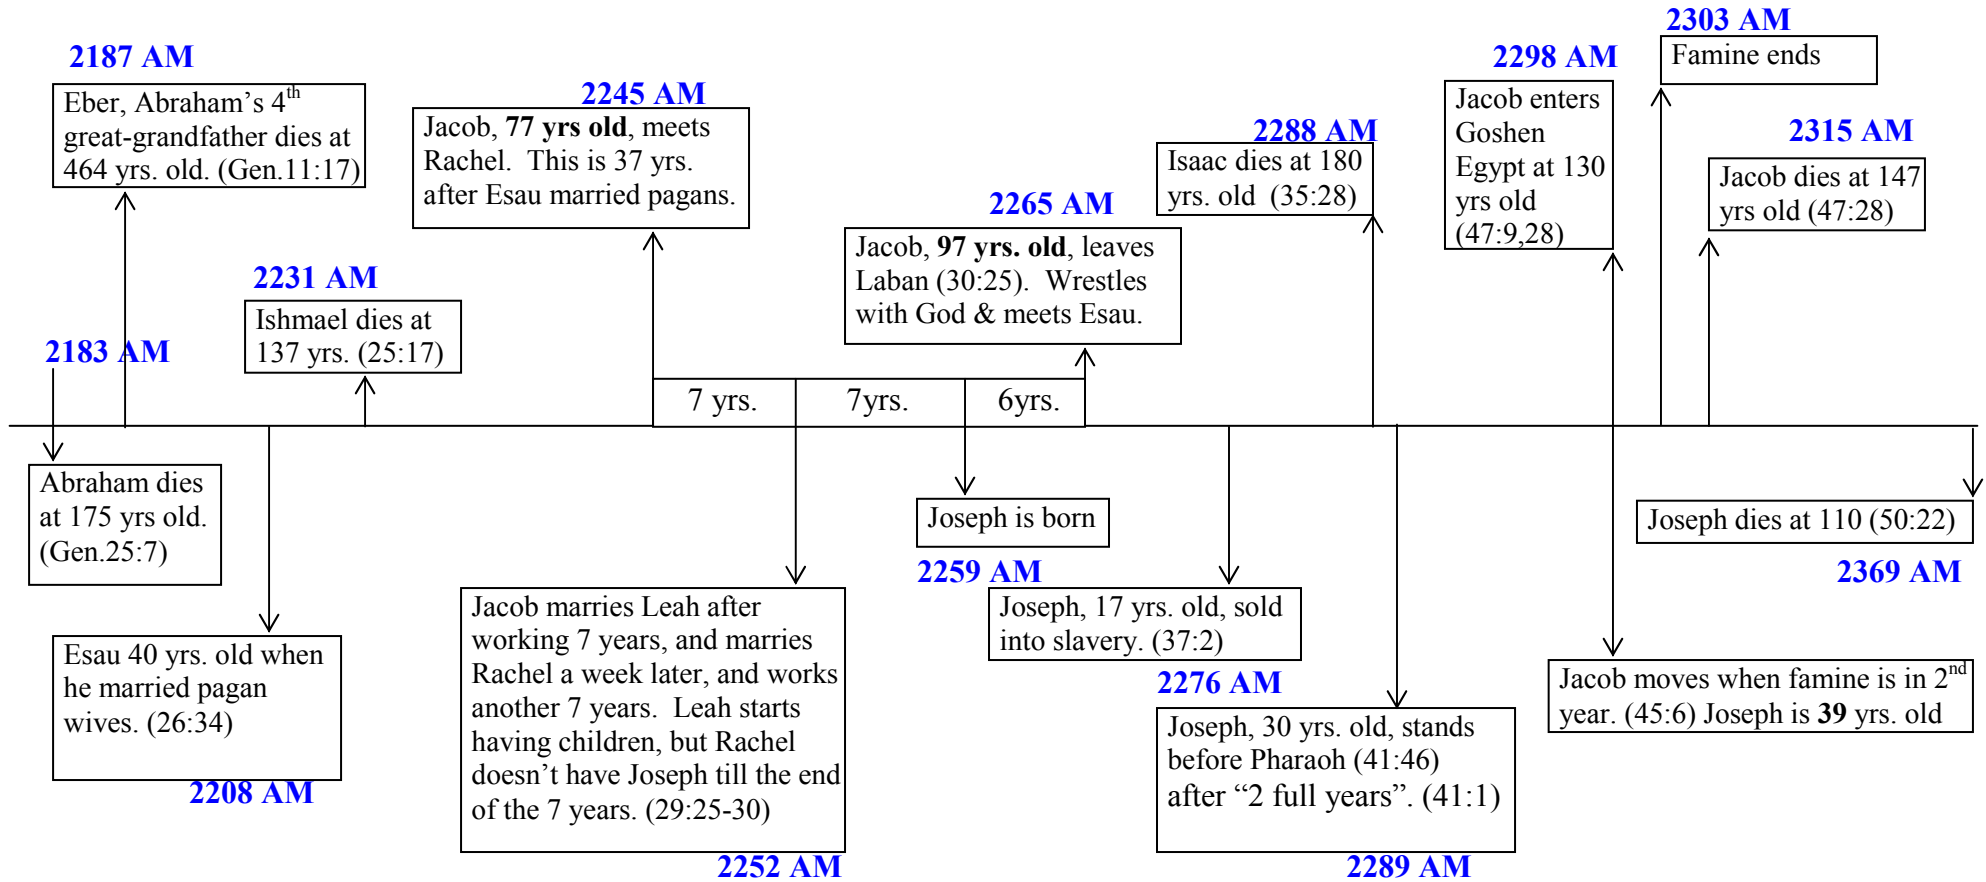 2187 AM
Eber, Abraham’s 4th
great-grandfather dies at
464 yrs. old. (Gen.11:17)
2183 AM
Abraham dies
at 175 yrs old.
(Gen.25:7)
2231 AM
Ishmael dies at
137 yrs. (25:17)
Esau 40 yrs. old when
he married pagan
wives. (26:34)
2208 AM
2245 AM
Jacob, 77 yrs old, meets
Rachel. This is 37 yrs.
after Esau married pagans.
7 yrs.
7yrs.
6yrs.
Jacob marries Leah after
working 7 years, and marries
Rachel a week later, and works
another 7 years. Leah starts
having children, but Rachel
doesn’t have Joseph till the end
of the 7 years. (29:25-30)
2252 AM
2265 AM
Jacob, 97 yrs. old, leaves
Laban (30:25). Wrestles
with God & meets Esau.
Joseph is born
2259 AM
Joseph, 17 yrs. old, sold
into slavery. (37:2)
2276 AM
2288 AM
Isaac dies at 180
yrs. old (35:28)
Joseph, 30 yrs. old, stands
before Pharaoh (41:46)
after “2 full years”. (41:1)
2289 AM
2298 AM
Jacob enters
Goshen
Egypt at 130
yrs old
(47:9,28)
Jacob moves when famine is in 2nd
year. (45:6) Joseph is 39 yrs. old
2303 AM
Famine ends
2315 AM
Jacob dies at 147
yrs old (47:28)
Joseph dies at 110 (50:22)
2369 AM